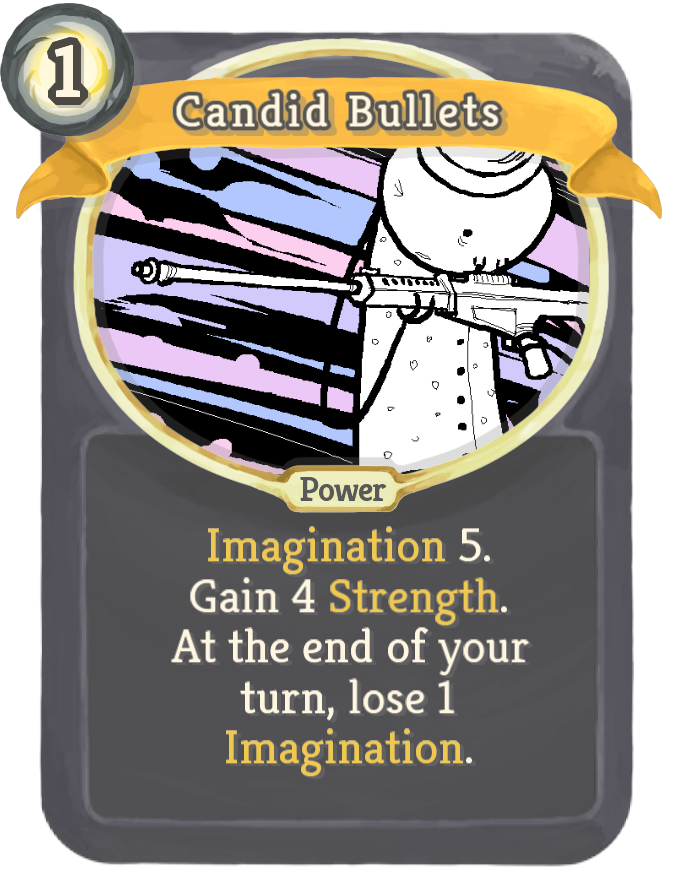 1
Candid Bullets
Power
Imagination 5.
Gain 4 Strength.
At the end of your
turn, lose 1
Imagination.